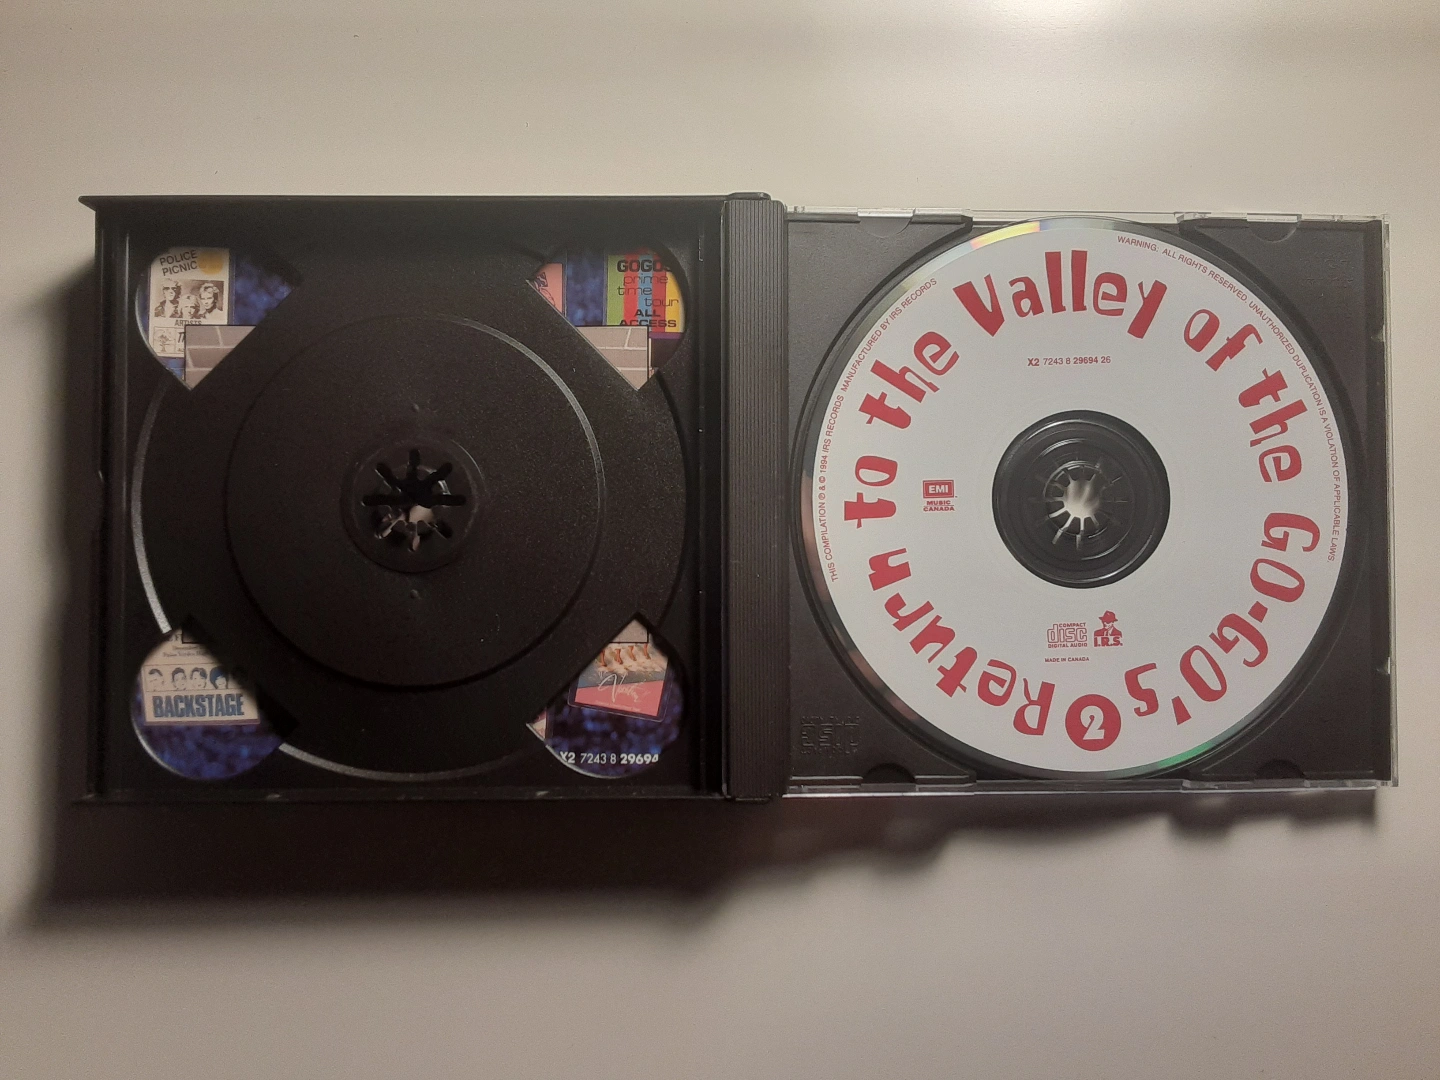 POLICE
PICNIC
ARTISTS
GOGOS
prime
time
tour
ALL
ACCESS
BACKSTAGE
X2 7243 8 29694
Return to the Valley of the GO-GO's
2
THIS COMPILATION ℗ & © 1994 IRS RECORDS MANUFACTURED BY IRS RECORDS
WARNING: ALL RIGHTS RESERVED. UNAUTHORIZED DUPLICATION IS A VIOLATION OF APPLICABLE LAWS.
X2 7243 8 29694 26
EMI
MUSIC
CANADA
COMPACT
disc
DIGITAL AUDIO
I.R.S.
MADE IN CANADA